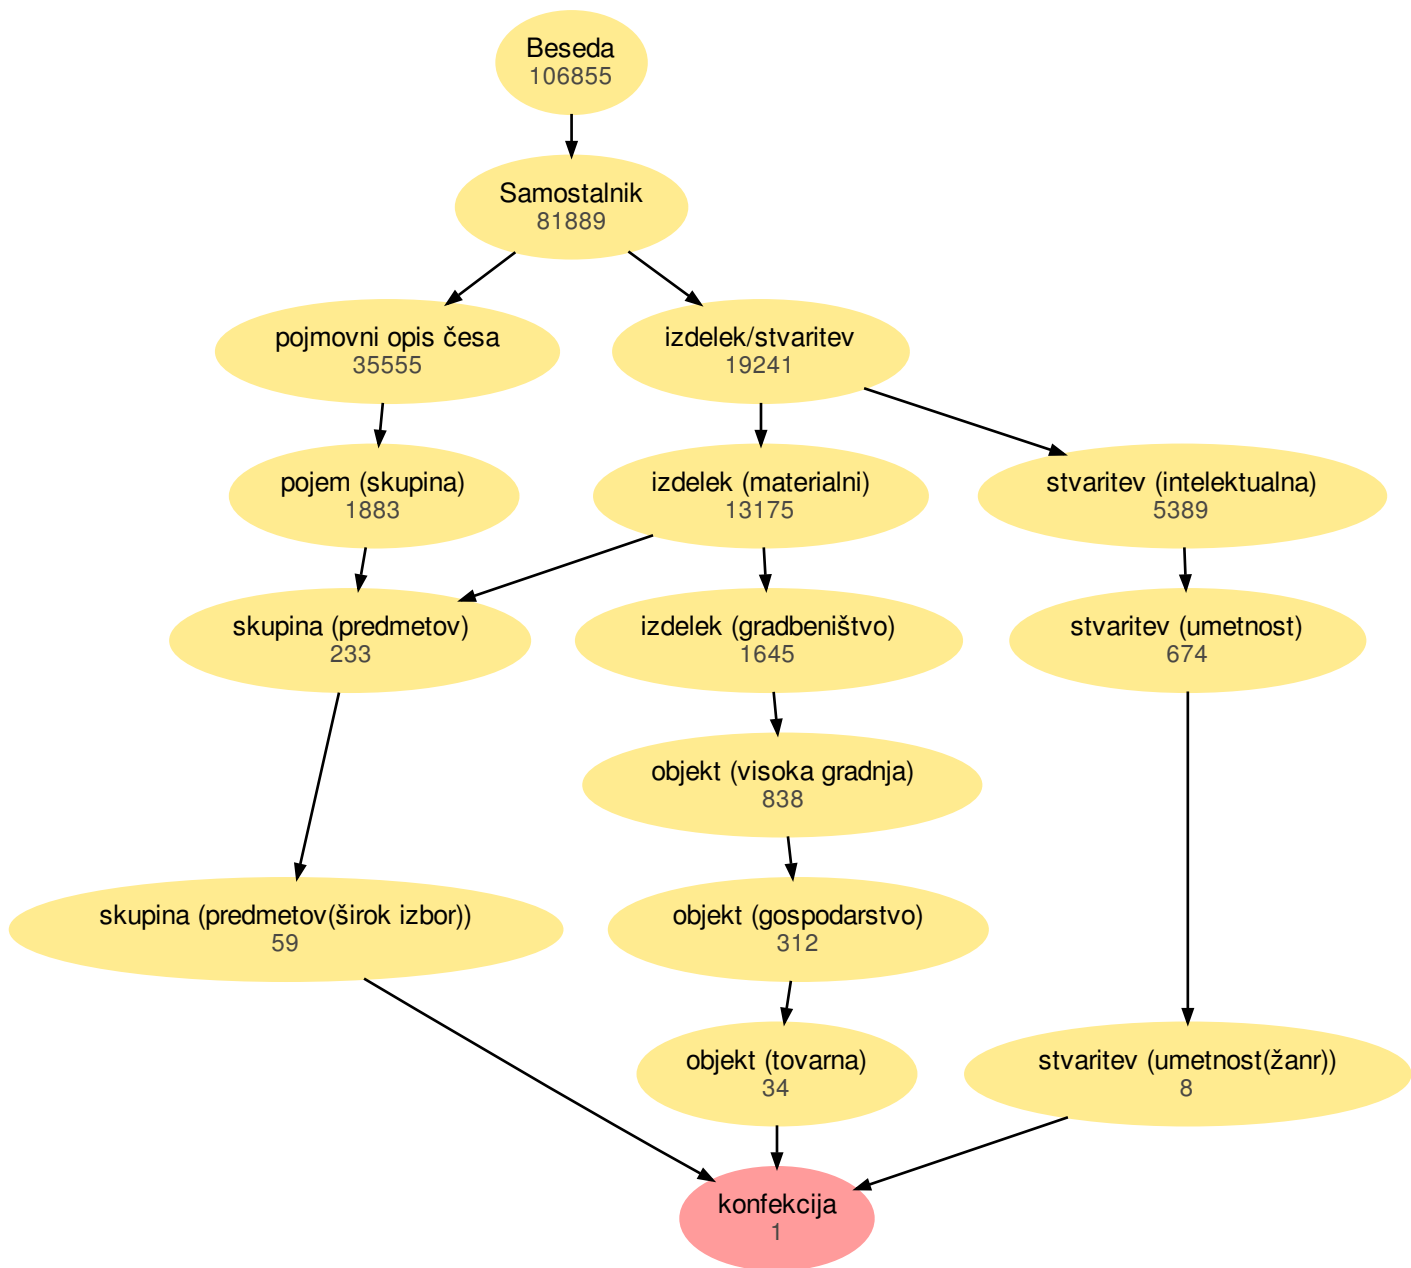 Beseda
106855
Samostalnik
81889
pojmovni opis česa
35555
izdelek/stvaritev
19241
pojem (skupina)
1883
izdelek (materialni)
13175
stvaritev (intelektualna)
5389
skupina (predmetov)
233
izdelek (gradbeništvo)
1645
stvaritev (umetnost)
674
objekt (visoka gradnja)
838
skupina (predmetov(širok izbor))
59
objekt (gospodarstvo)
312
objekt (tovarna)
34
stvaritev (umetnost(žanr))
8
konfekcija
1